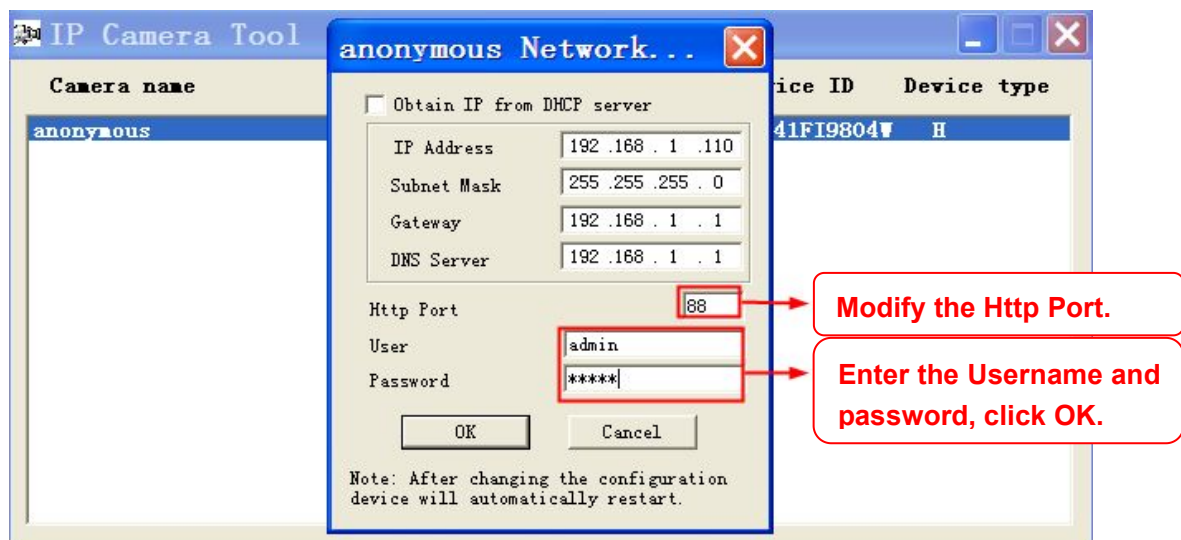 IP Camera Tool
anonymous Network...
Camera name
ice ID Device type
anonymous
41FI9804W H
Obtain IP from DHCP server
IP Address 192 .168 . 1 .110
Subnet Mask 255 .255 .255 . 0
Gateway 192 .168 . 1 . 1
DNS Server 192 .168 . 1 . 1
Http Port 88
Modify the Http Port.
User admin
Password *****
Enter the Username and
password, click OK.
OK Cancel
Note: After changing the configuration
device will automatically restart.